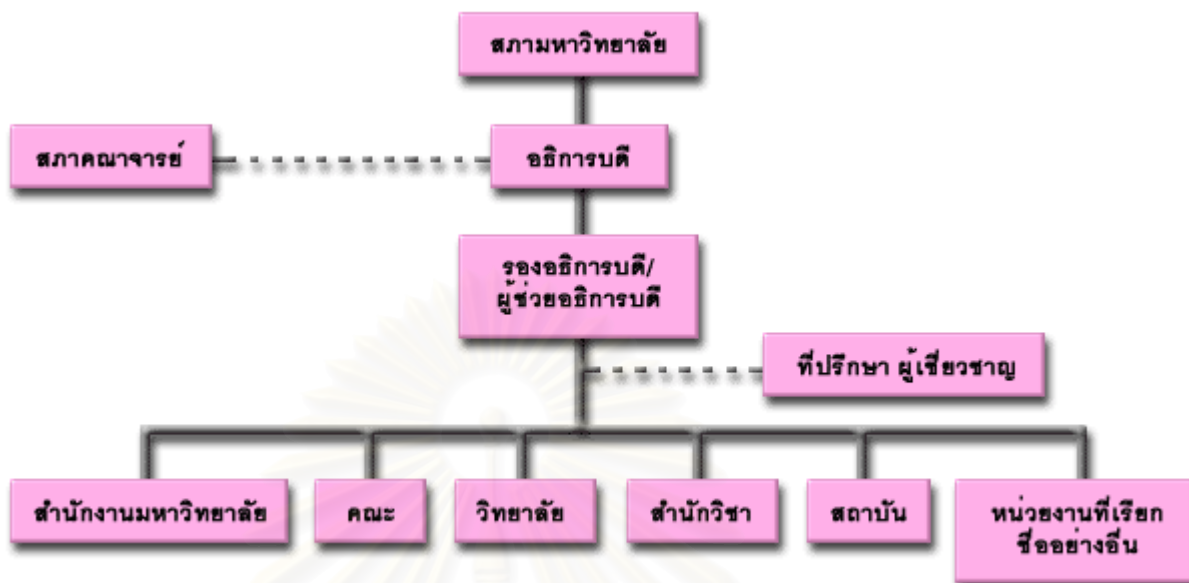 สภามหาวิทยาลัย
สภาคณาจารย์
อธิการบดี
รองอธิการบดี/
ผู้ช่วยอธิการบดี
ที่ปรึกษา ผู้เชี่ยวชาญ
สำนักงานมหาวิทยาลัย
คณะ
วิทยาลัย
สำนักวิชา
สถาบัน
หน่วยงานที่เรียก
ชื่ออย่างอื่น